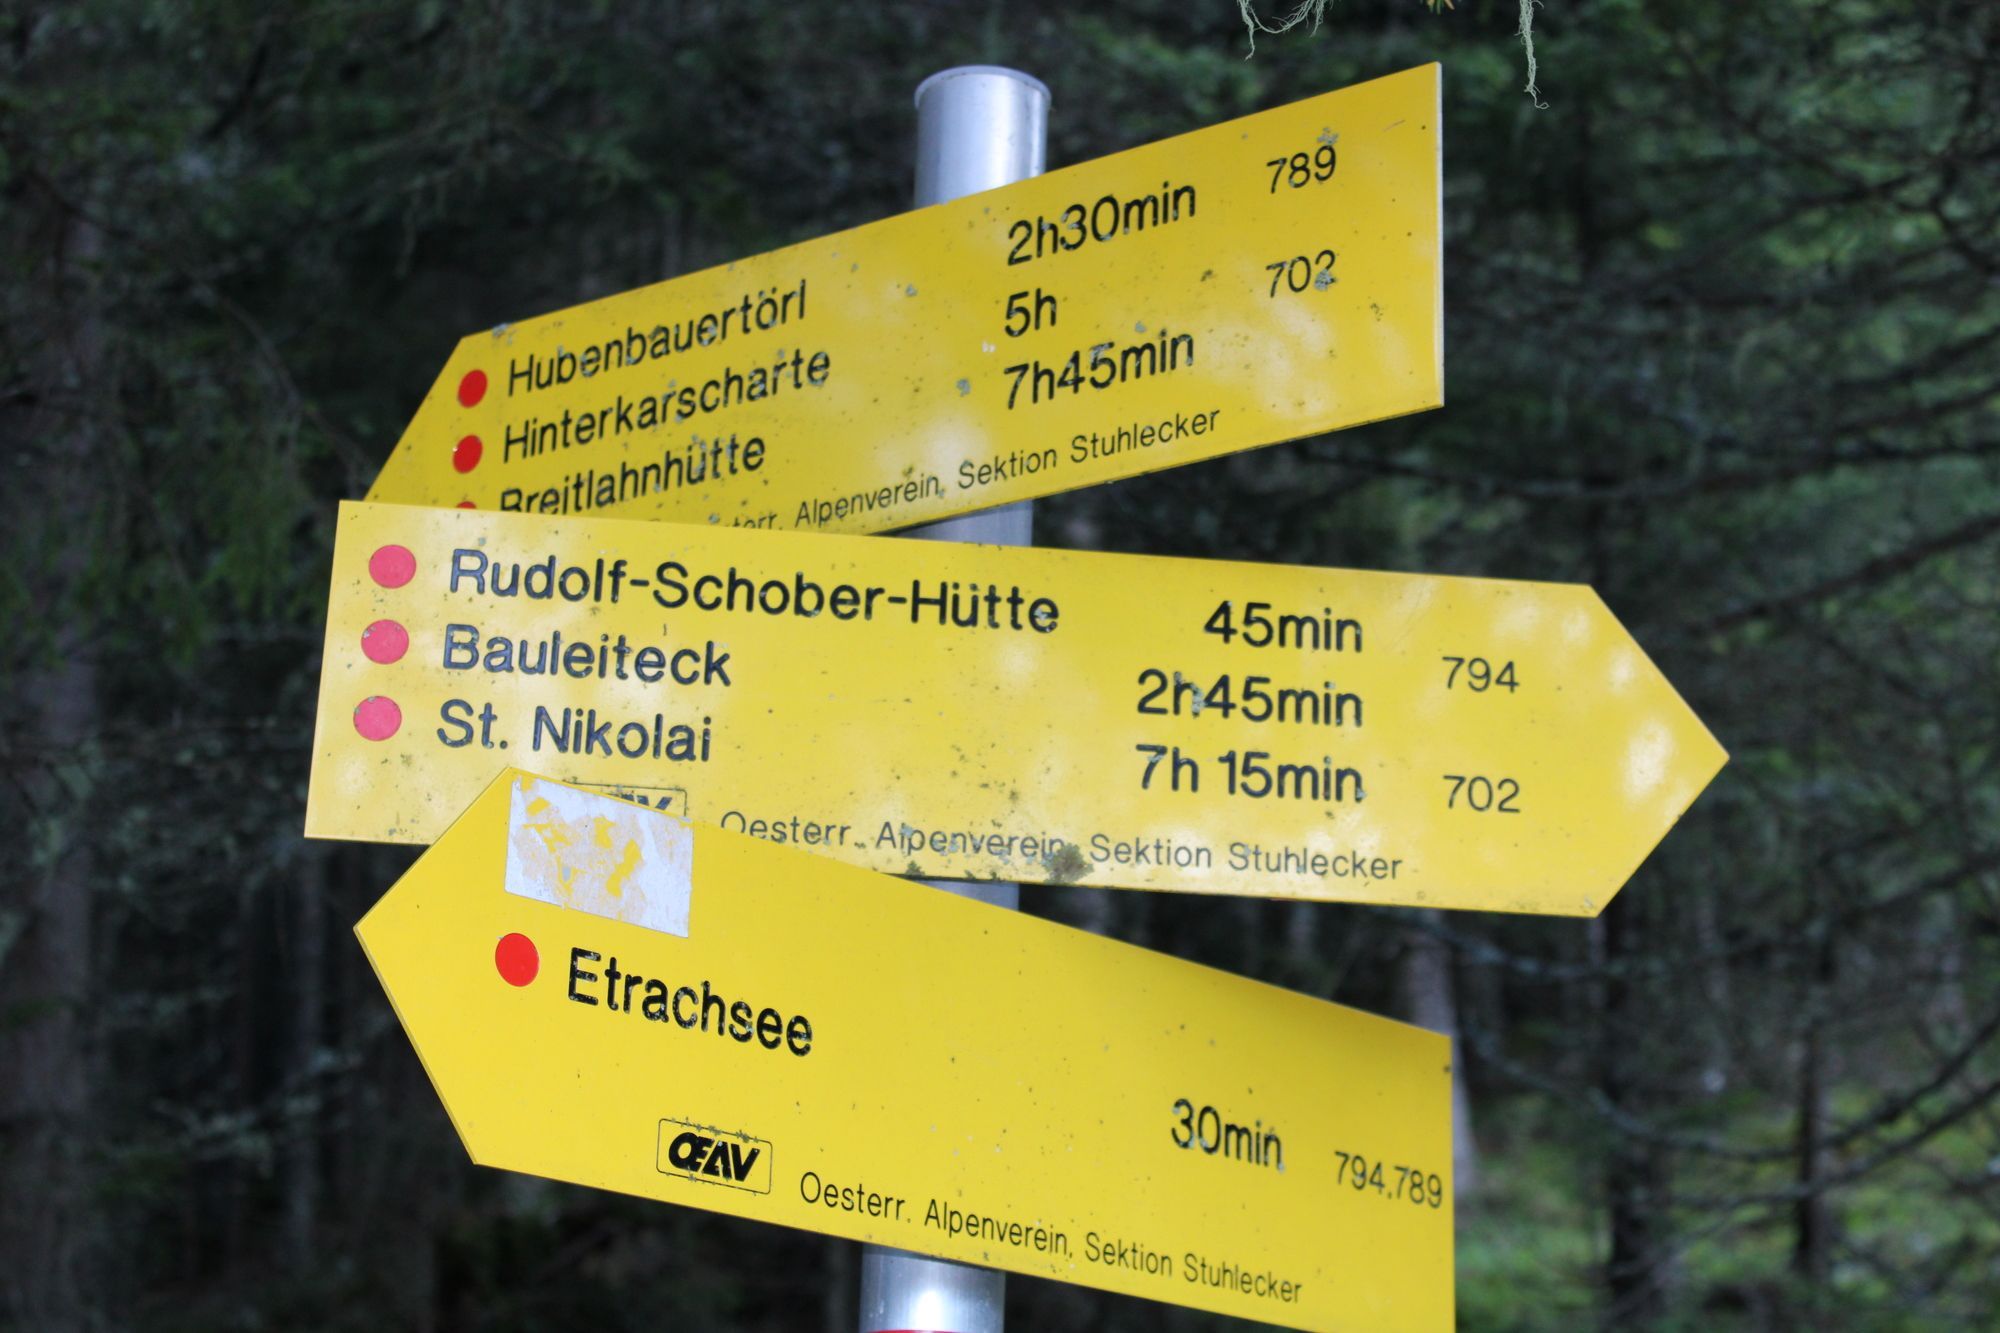 Hubenbauertörl 2h30min 789
Hinterkarscharte 5h 702
Breitlahnhütte 7h45min
Alpenverein, Sektion Stuhlecker
Rudolf-Schober-Hütte 45min
Bauleiteck 2h45min 794
St. Nikolai 7h 15min 702
Oesterr. Alpenverein, Sektion Stuhlecker
Etrachsee
30min 794.789
OEAV Oesterr. Alpenverein, Sektion Stuhlecker